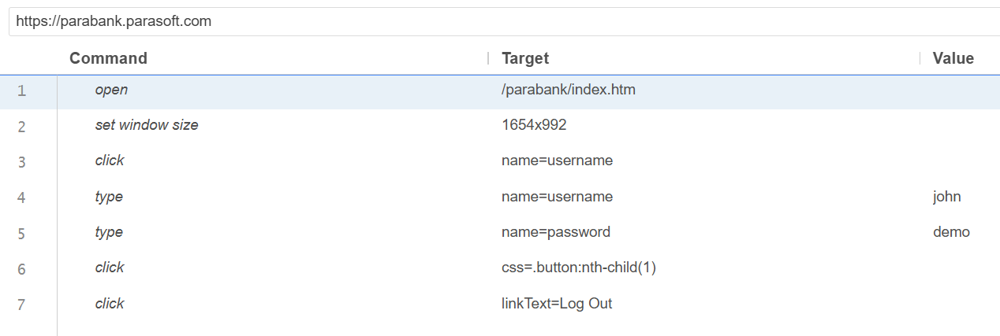 https://parabank.parasoft.com
Command Target Value
1 open /parabank/index.htm
2 set window size 1654x992
3 click name=username
4 type name=username john
5 type name=password demo
6 click css=.button:nth-child(1)
7 click linkText=Log Out